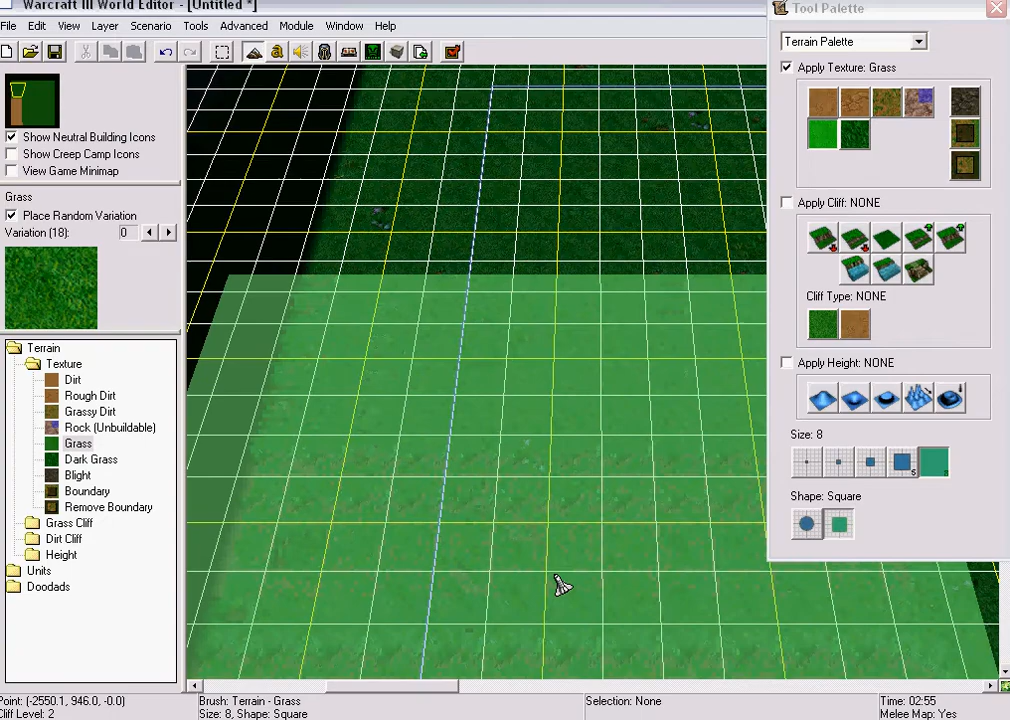 Warcraft III World Editor - [Untitled *]
File Edit View Layer Scenario Tools Advanced Module Window Help
Tool Palette
Terrain Palette
Apply Texture: Grass
Apply Cliff: NONE
Cliff Type: NONE
Apply Height: NONE
Size: 8
5
Shape: Square
Show Neutral Building Icons
Show Creep Camp Icons
View Game Minimap
Grass
Place Random Variation
Variation (18): 0
Terrain
Texture
Dirt
Rough Dirt
Grassy Dirt
Rock (Unbuildable)
Grass
Dark Grass
Blight
Boundary
Remove Boundary
Grass Cliff
Dirt Cliff
Height
Units
Doodads
Point: (-2550.1, 946.0, -0.0)
Cliff Level: 2
Brush: Terrain - Grass
Size: 8, Shape: Square
Selection: None
Time: 02:55
Melee Map: Yes